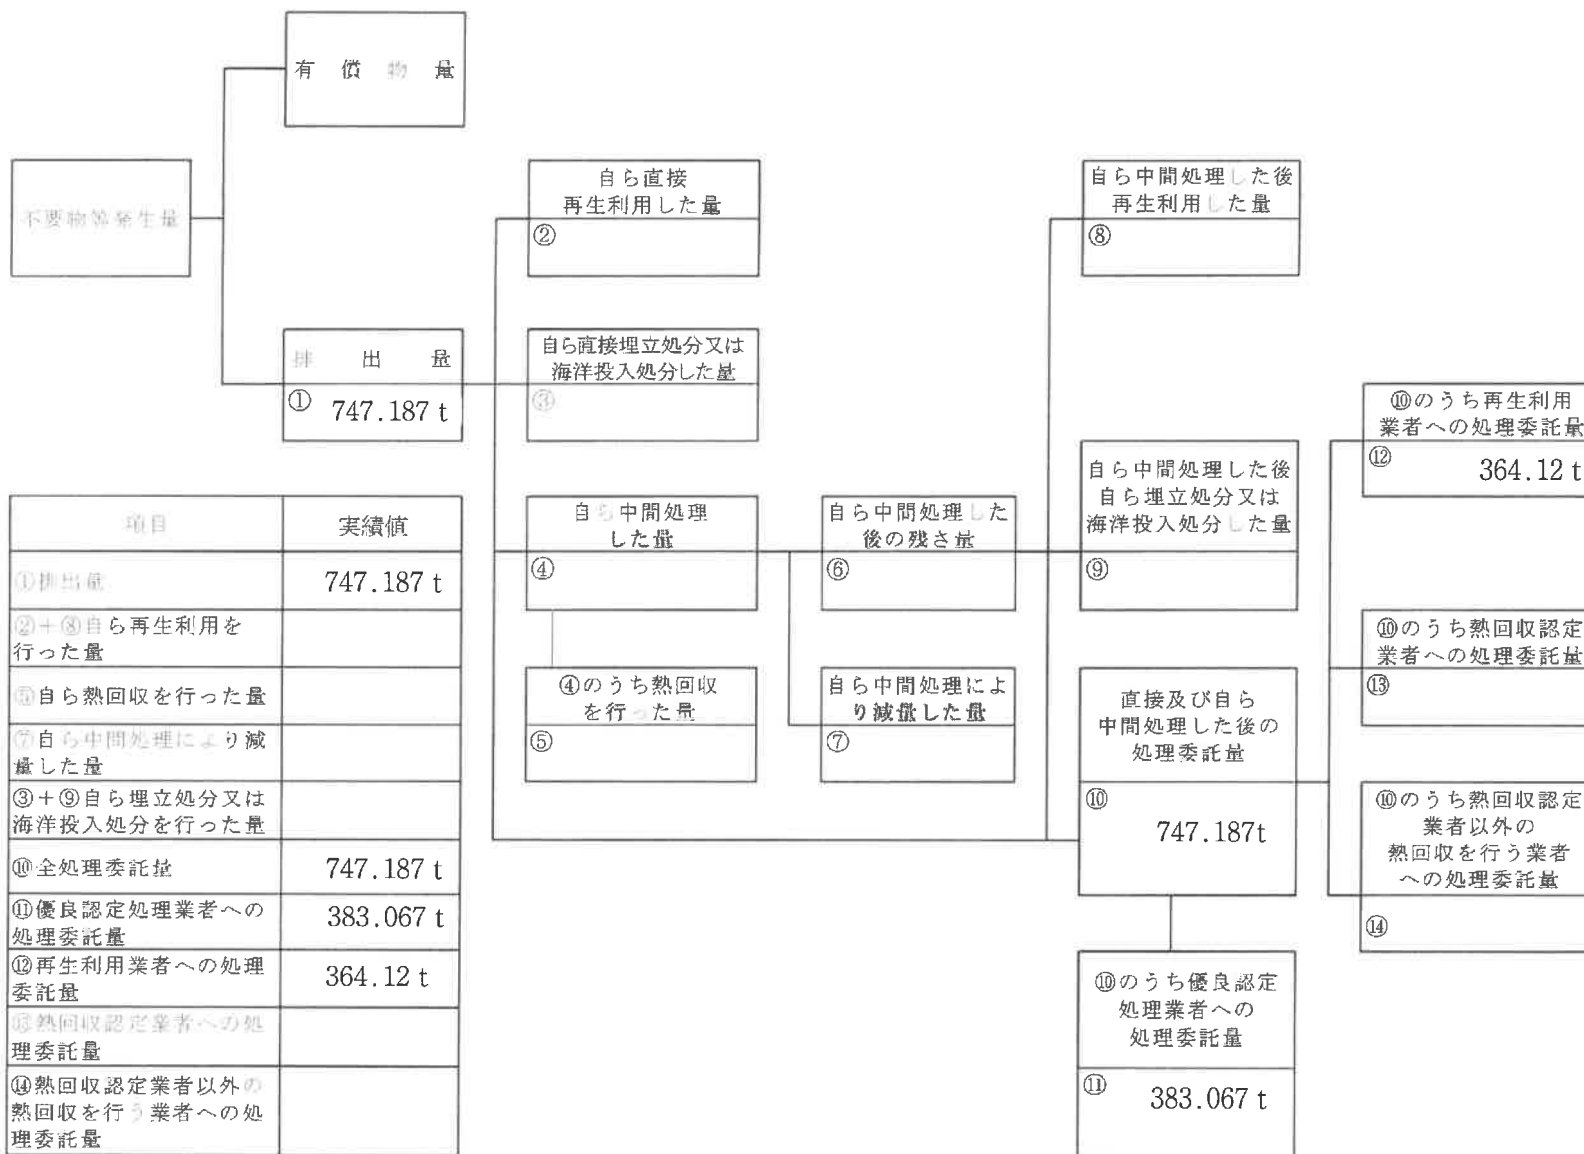 有償物量
不要物等発生量
排出量
① 747.187 t
自ら直接
再生利用した量
②
自ら直接埋立処分又は
海洋投入処分した量
③
自ら中間処理
した量
④
④のうち熱回収
を行った量
⑤
自ら中間処理した
後の残さ量
⑥
自ら中間処理によ
り減量した量
⑦
自ら中間処理した後
再生利用した量
⑧
自ら中間処理した後
自ら埋立処分又は
海洋投入処分した量
⑨
直接及び自ら
中間処理した後の
処理委託量
⑩
747.187t
⑩のうち優良認定
処理業者への
処理委託量
⑪ 383.067 t
⑩のうち再生利用
業者への処理委託量
⑫ 364.12 t
⑩のうち熱回収認定
業者への処理委託量
⑬
⑩のうち熱回収認定
業者以外の
熱回収を行う業者
への処理委託量
⑭
項目 実績値
①排出量 747.187 t
②+⑧自ら再生利用を
行った量
⑤自ら熱回収を行った量
⑦自ら中間処理により減
量した量
③+⑨自ら埋立処分又は
海洋投入処分を行った量
⑩全処理委託量 747.187 t
⑪優良認定処理業者への
処理委託量 383.067 t
⑫再生利用業者への処理
委託量 364.12 t
⑬熱回収認定業者への処
理委託量
⑭熱回収認定業者以外の
熱回収を行う業者への処
理委託量